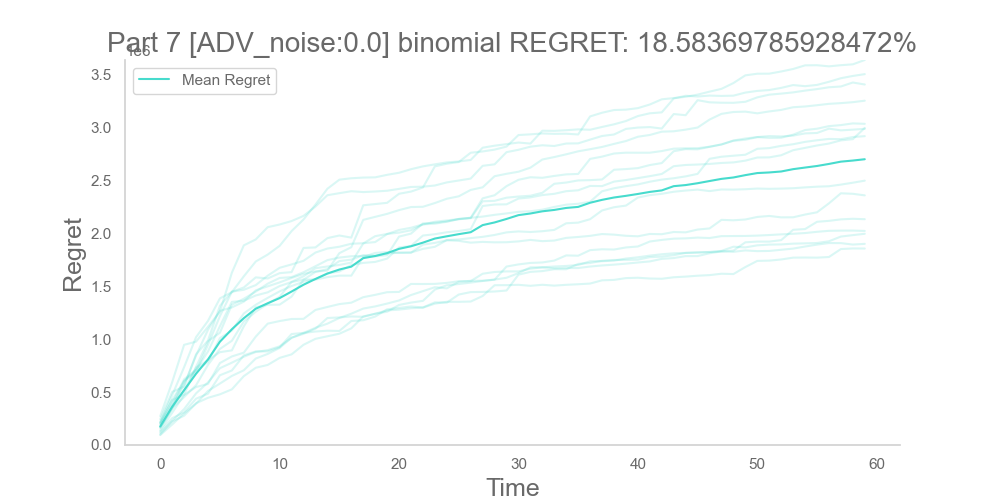 Part 7 [ADV_noise:0.0] binomial REGRET: 18.58369785928472%
1e6
Mean Regret
3.5
3.0
2.5
2.0
1.5
1.0
0.5
0.0
Regret
0 10 20 30 40 50 60
Time